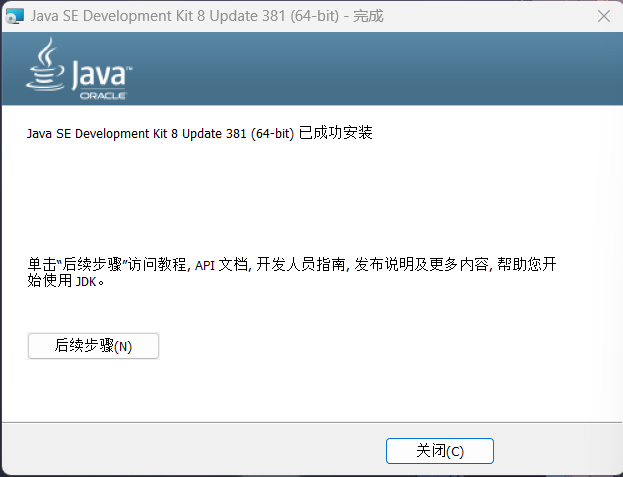 Java SE Development Kit 8 Update 381 (64-bit) - 完成
Java™
ORACLE
Java SE Development Kit 8 Update 381 (64-bit) 已成功安装
单击“后续步骤”访问教程, API 文档, 开发人员指南, 发布说明及更多内容, 帮助您开
始使用 JDK。
后续步骤(N)
关闭(C)